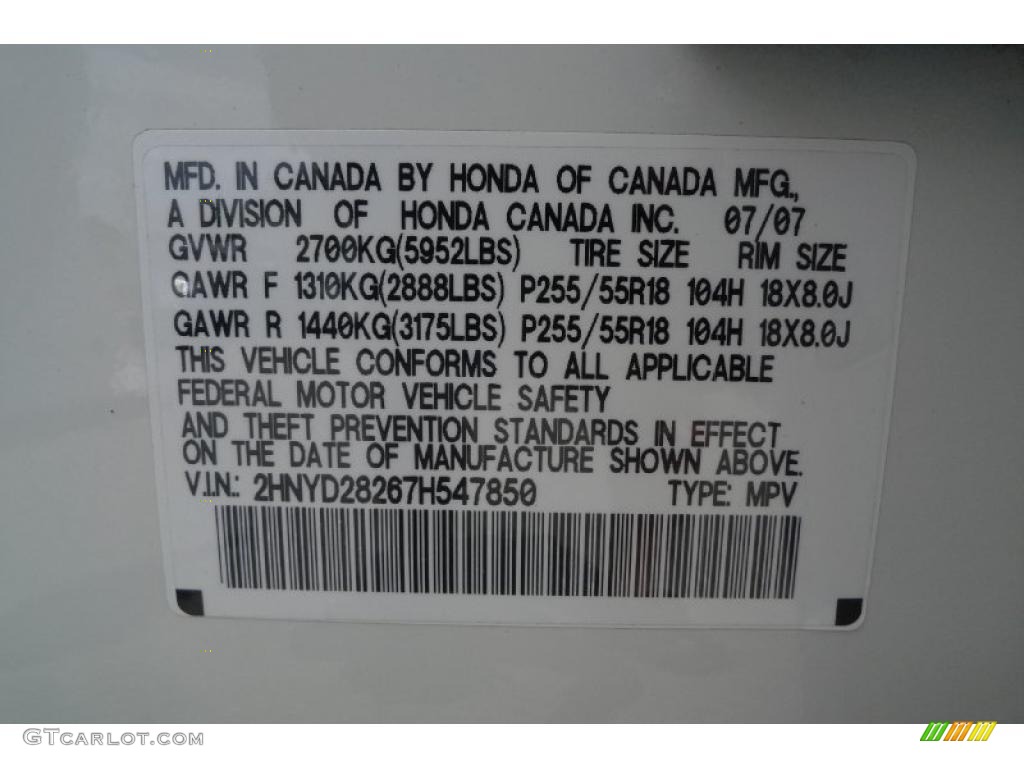 MFD. IN CANADA BY HONDA OF CANADA MFG.,
A DIVISION OF HONDA CANADA INC. 07/07
GVWR 2700KG(5952LBS) TIRE SIZE RIM SIZE
GAWR F 1310KG(2888LBS) P255/55R18 104H 18X8.0J
GAWR R 1440KG(3175LBS) P255/55R18 104H 18X8.0J
THIS VEHICLE CONFORMS TO ALL APPLICABLE
FEDERAL MOTOR VEHICLE SAFETY
AND THEFT PREVENTION STANDARDS IN EFFECT
ON THE DATE OF MANUFACTURE SHOWN ABOVE.
V.I.N.: 2HNYD28267H547850 TYPE: MPV
GTCARLOT.COM